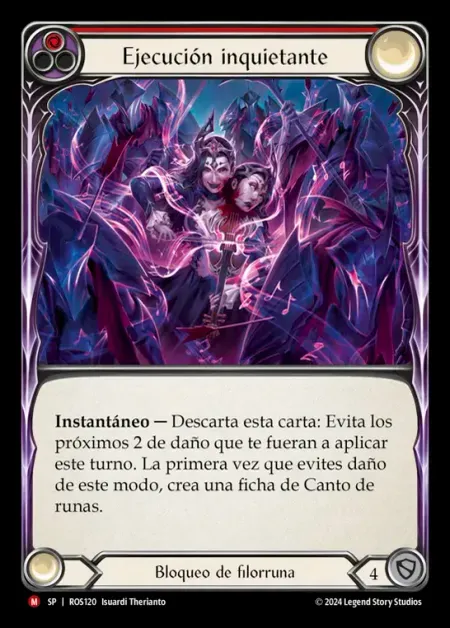 Ejecución inquietante
Instantáneo — Descarta esta carta: Evita los
próximos 2 de daño que te fueran a aplicar
este turno. La primera vez que evites daño
de este modo, crea una ficha de Canto de
runas.
Bloqueo de filorruna
4
M SP | ROS120 Isuardi Therianto
© 2024 Legend Story Studios